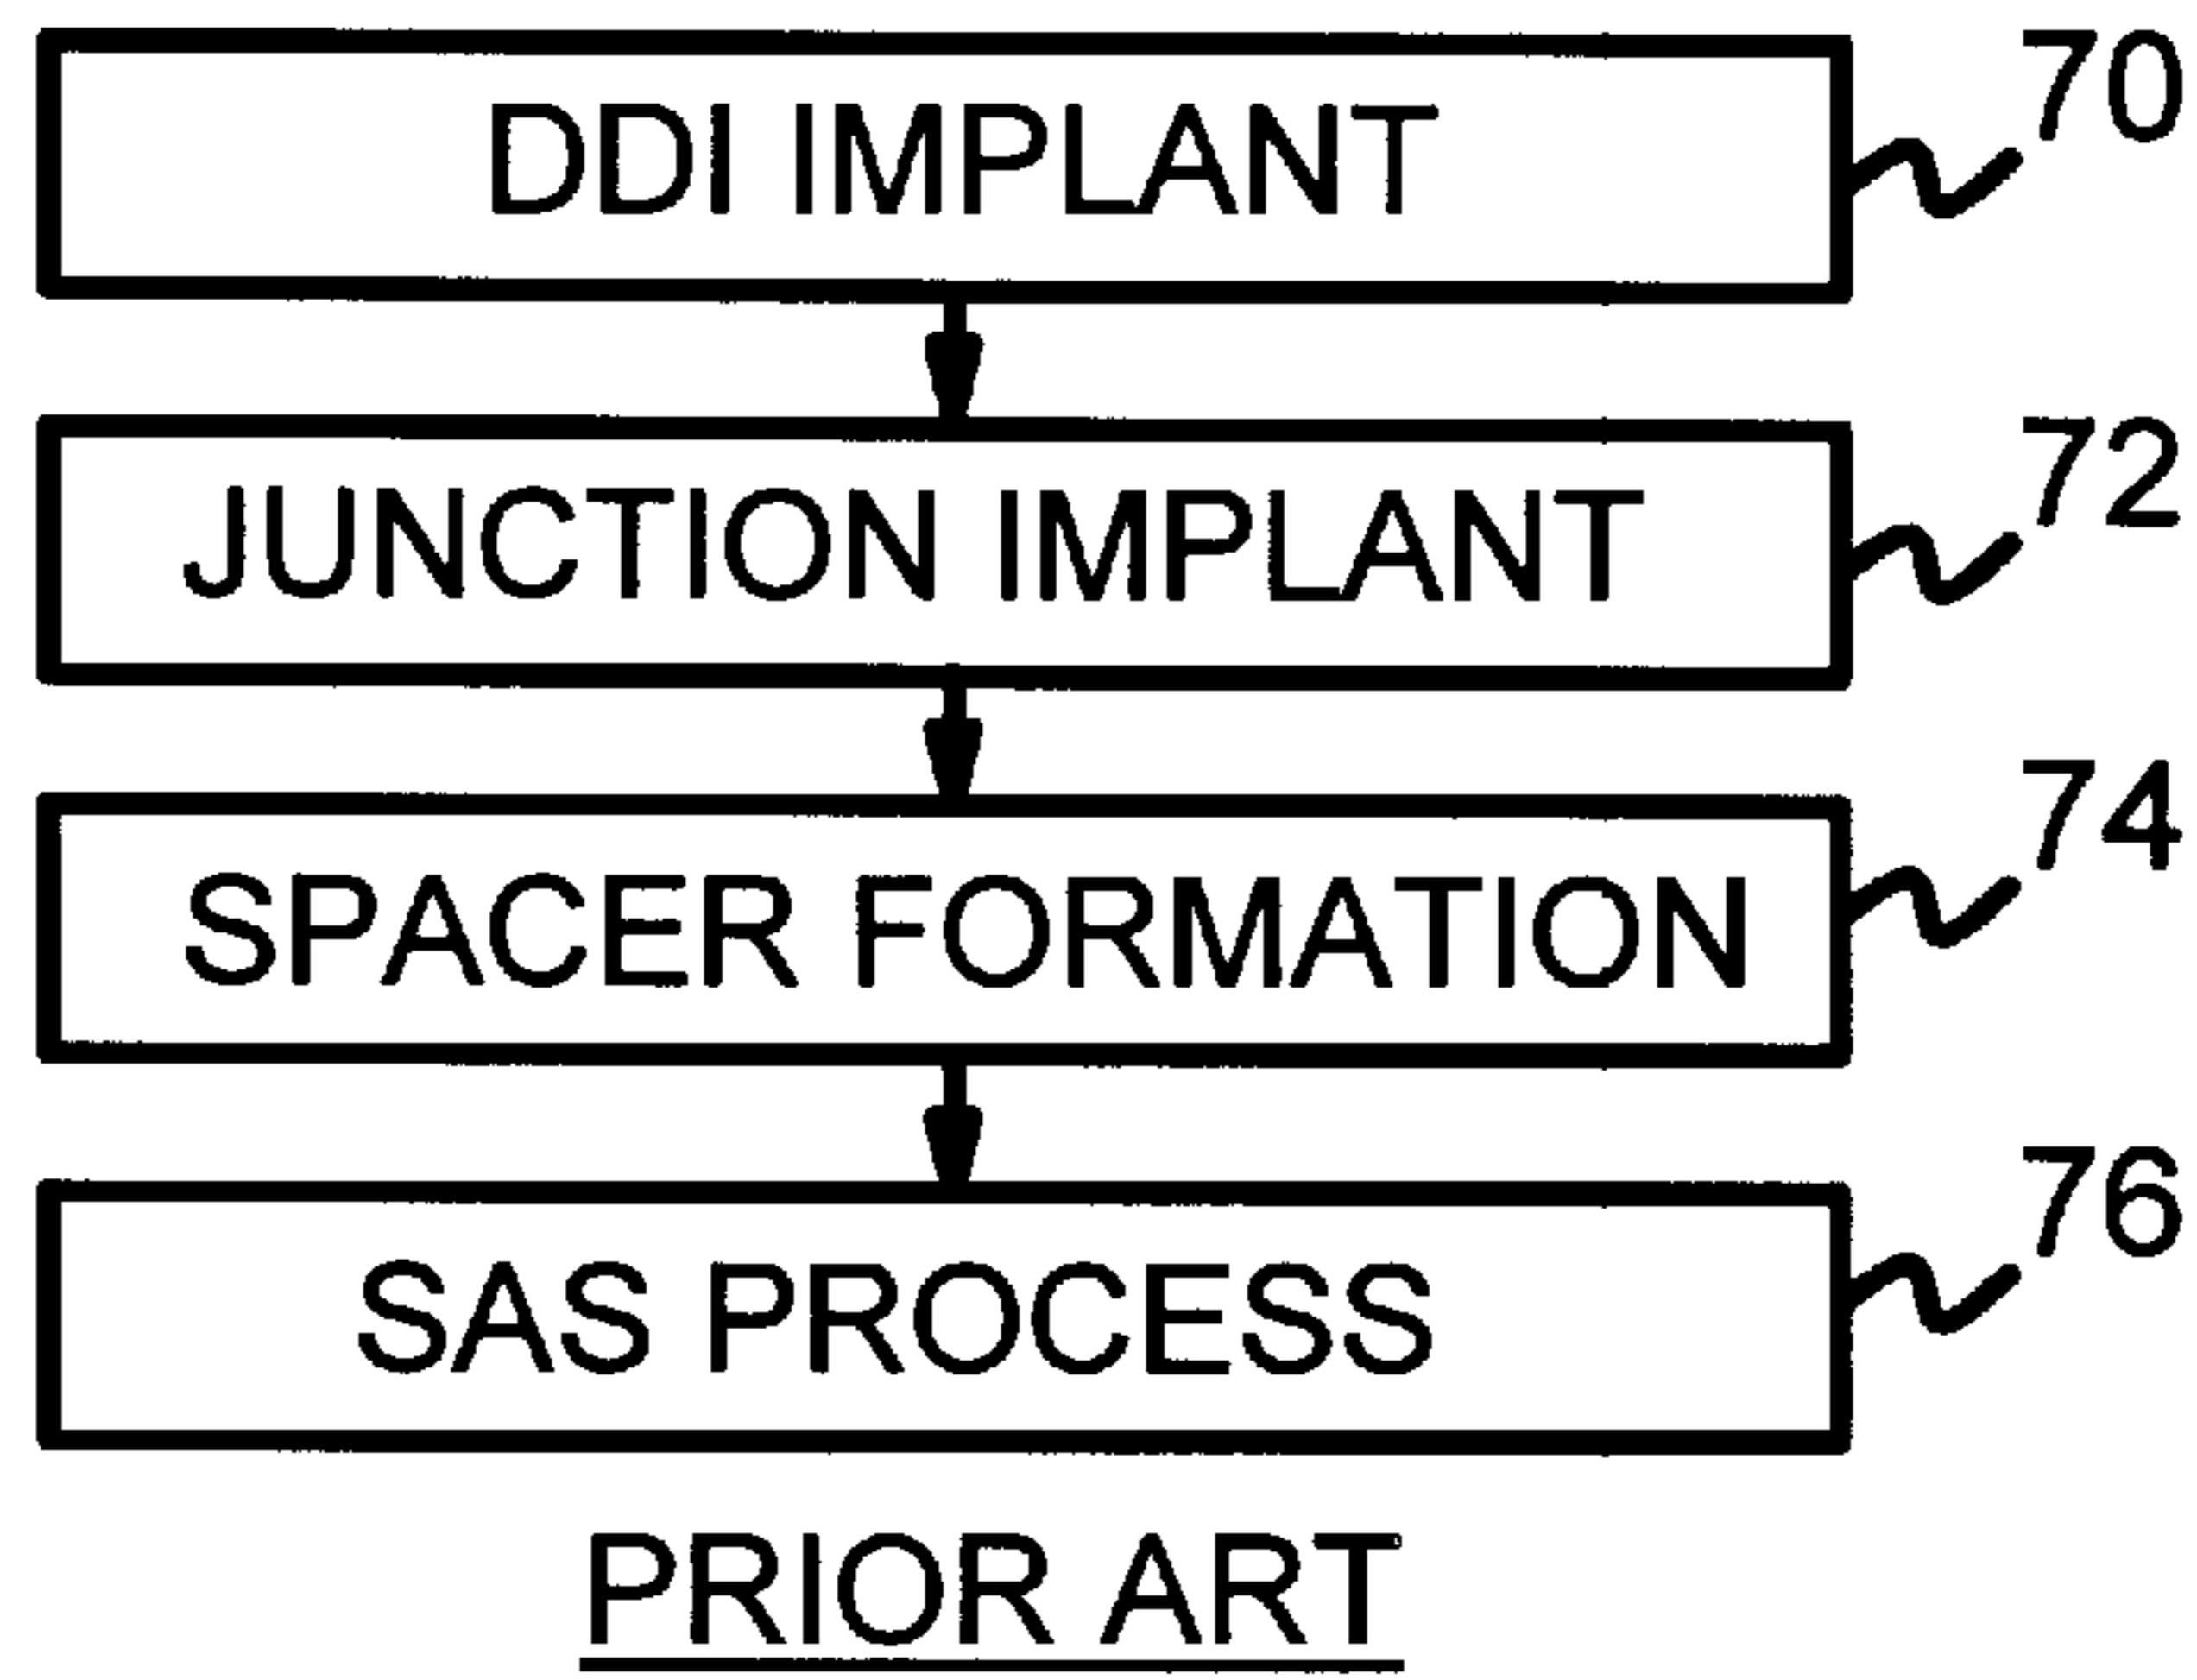 DDI IMPLANT
70
JUNCTION IMPLANT
72
SPACER FORMATION
74
SAS PROCESS
76
PRIOR ART